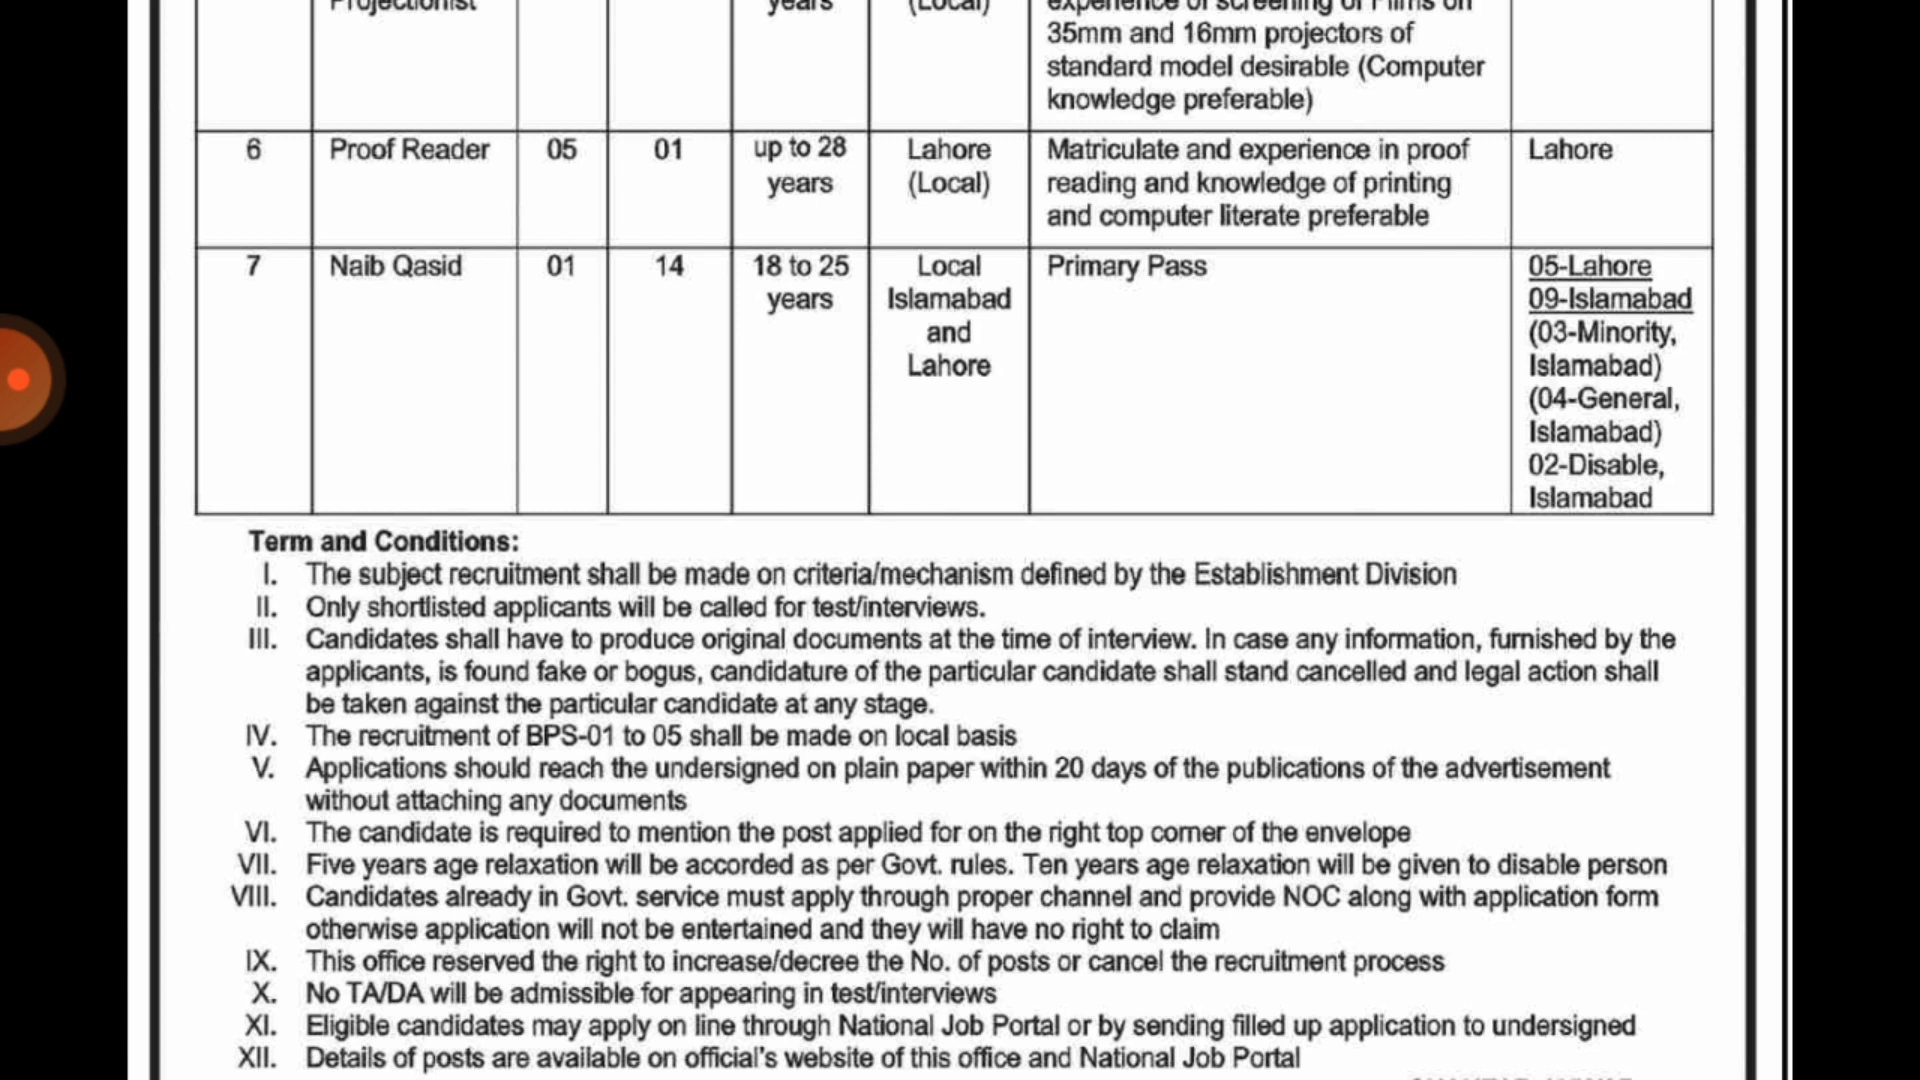 Projectionist years (Local) experience of screening of Films on
35mm and 16mm projectors of
standard model desirable (Computer
knowledge preferable)
6 Proof Reader 05 01 up to 28 Lahore Matriculate and experience in proof Lahore
years (Local) reading and knowledge of printing
and computer literate preferable
7 Naib Qasid 01 14 18 to 25 Local Primary Pass 05-Lahore
years Islamabad 09-Islamabad
and (03-Minority,
Lahore Islamabad)
(04-General,
Islamabad)
02-Disable,
Islamabad
Term and Conditions:
I. The subject recruitment shall be made on criteria/mechanism defined by the Establishment Division
II. Only shortlisted applicants will be called for test/interviews.
III. Candidates shall have to produce original documents at the time of interview. In case any information, furnished by the
applicants, is found fake or bogus, candidature of the particular candidate shall stand cancelled and legal action shall
be taken against the particular candidate at any stage.
IV. The recruitment of BPS-01 to 05 shall be made on local basis
V. Applications should reach the undersigned on plain paper within 20 days of the publications of the advertisement
without attaching any documents
VI. The candidate is required to mention the post applied for on the right top corner of the envelope
VII. Five years age relaxation will be accorded as per Govt. rules. Ten years age relaxation will be given to disable person
VIII. Candidates already in Govt. service must apply through proper channel and provide NOC along with application form
otherwise application will not be entertained and they will have no right to claim
IX. This office reserved the right to increase/decree the No. of posts or cancel the recruitment process
X. No TA/DA will be admissible for appearing in test/interviews
XI. Eligible candidates may apply on line through National Job Portal or by sending filled up application to undersigned
XII. Details of posts are available on official's website of this office and National Job Portal